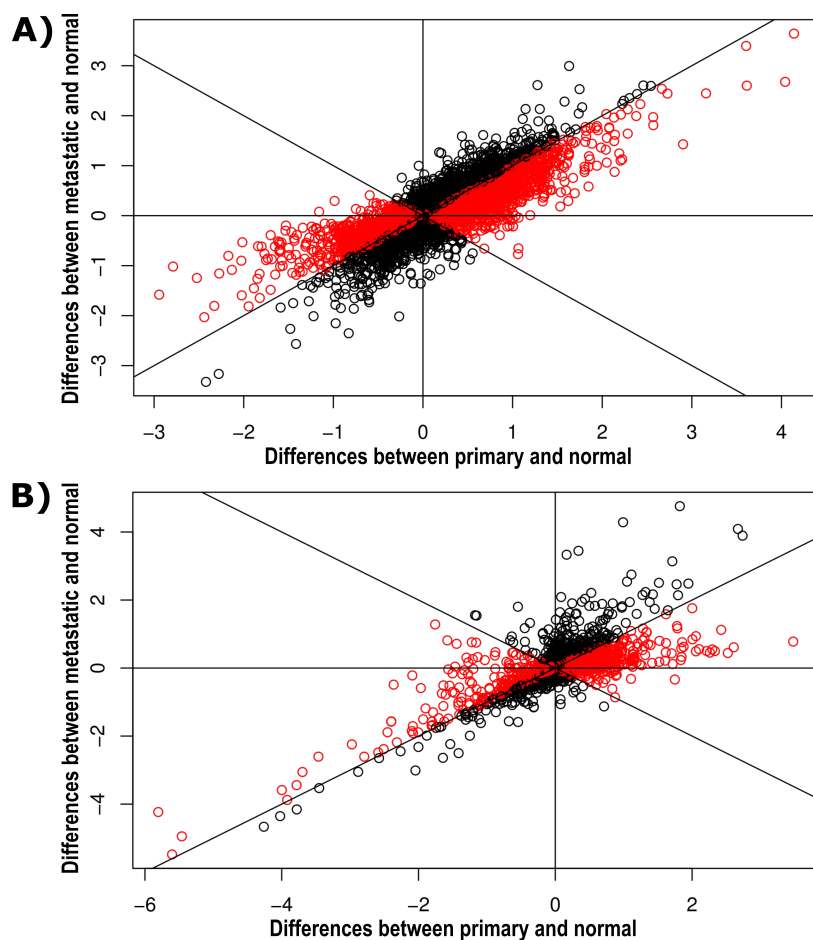 A)
Differences between metastatic and normal
3
2
1
0
−1
−2
−3
−3 −2 −1 0 1 2 3 4
Differences between primary and normal
B)
Differences between metastatic and normal
4
2
0
−2
−4
−6 −4 −2 0 2
Differences between primary and normal